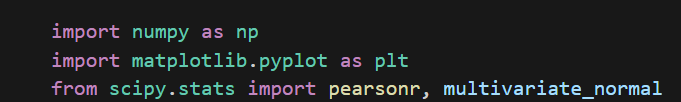 import numpy as np
import matplotlib.pyplot as plt
from scipy.stats import pearsonr, multivariate_normal